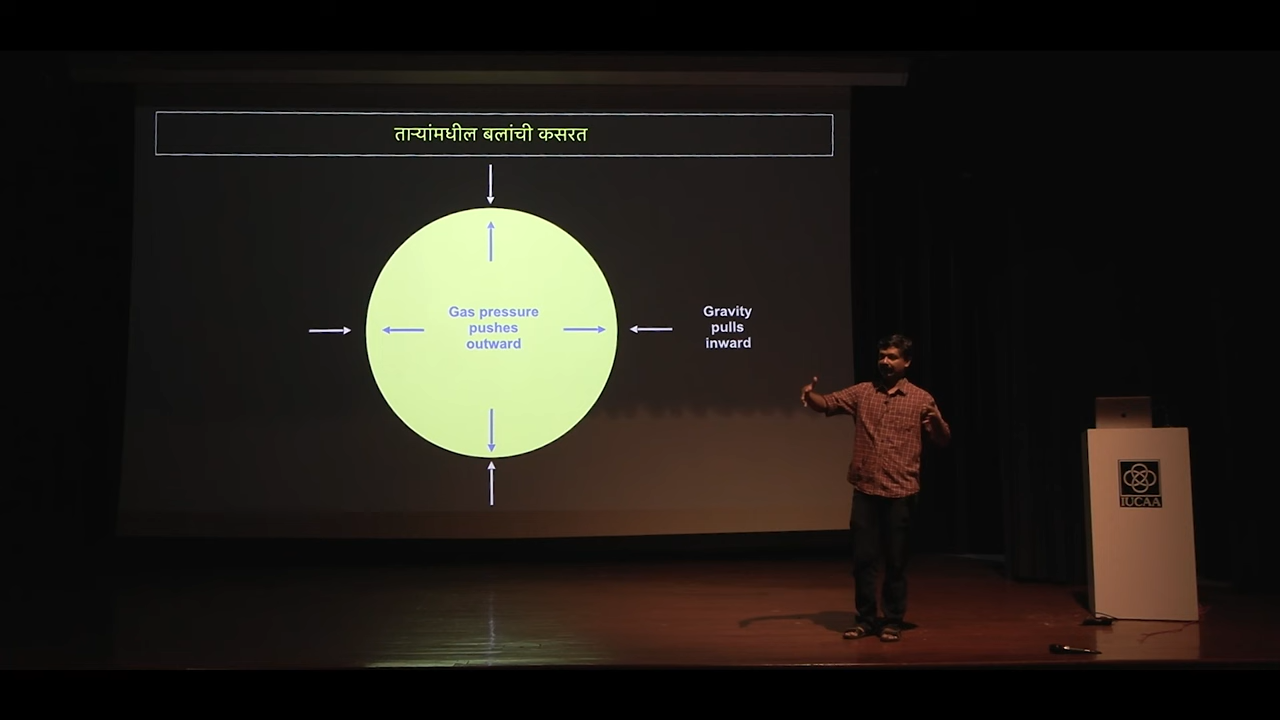 ताऱ्यांमधील बलांची कसरत
Gas pressure
pushes
outward
Gravity
pulls
inward
IUCAA